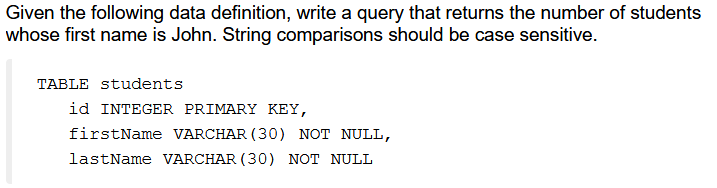 Given the following data definition, write a query that returns the number of students
whose first name is John. String comparisons should be case sensitive.
TABLE students
id INTEGER PRIMARY KEY,
firstName VARCHAR(30) NOT NULL,
lastName VARCHAR(30) NOT NULL